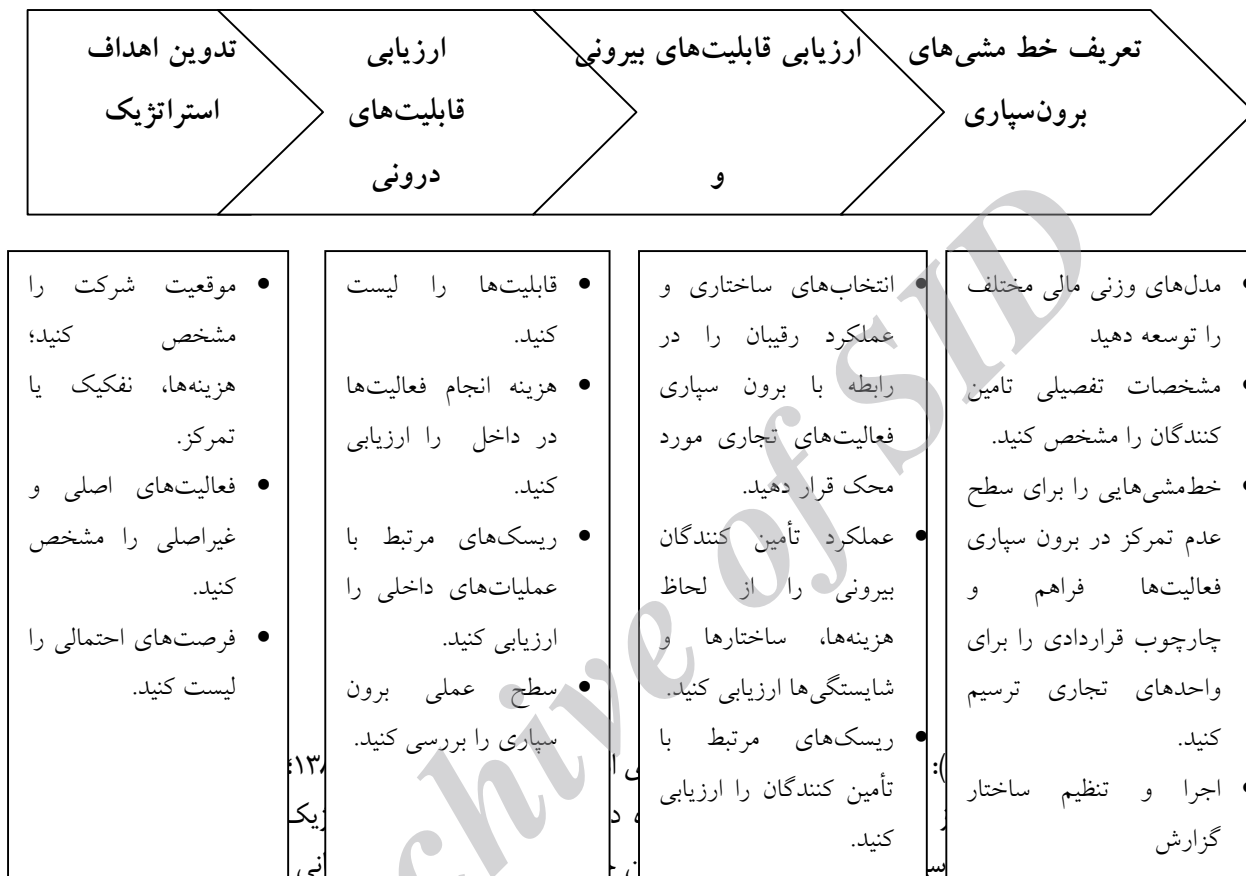 تدوین اهداف
استراتژیک
ارزیابی
قابلیت‌های
درونی
ارزیابی قابلیت‌های بیرونی
و
تعریف خط مشی‌های
برون‌سپاری
• موقعیت شرکت را
مشخص کنید؛
هزینه‌ها، نفکیک یا
تمرکز.
• فعالیت‌های اصلی و
غیراصلی را مشخص
کنید.
• فرصت‌های احتمالی را
لیست کنید.
• قابلیت‌ها را لیست
کنید.
• هزینه انجام فعالیت‌ها
در داخل را ارزیابی
کنید.
• ریسک‌های مرتبط با
عملیات‌های داخلی را
ارزیابی کنید.
• سطح عملی برون
سپاری را بررسی کنید.
• انتخاب‌های ساختاری و
عملکرد رقیبان را در
رابطه با برون سپاری
فعالیت‌های تجاری مورد
محک قرار دهید.
• عملکرد تأمین کنندگان
بیرونی را از لحاظ
هزینه‌ها، ساختارها و
شایستگی‌ها ارزیابی کنید.
• ریسک‌های مرتبط با
تأمین کنندگان را ارزیابی
کنید.
• مدل‌های وزنی مالی مختلف
را توسعه دهید
• مشخصات تفصیلی تامین
کنندگان را مشخص کنید.
• خط‌مشی‌هایی را برای سطح
عدم تمرکز در برون سپاری
فعالیت‌ها فراهم و
چارچوب قراردادی را برای
واحدهای تجاری ترسیم
کنید.
• اجرا و تنظیم ساختار
گزارش
chive of SID